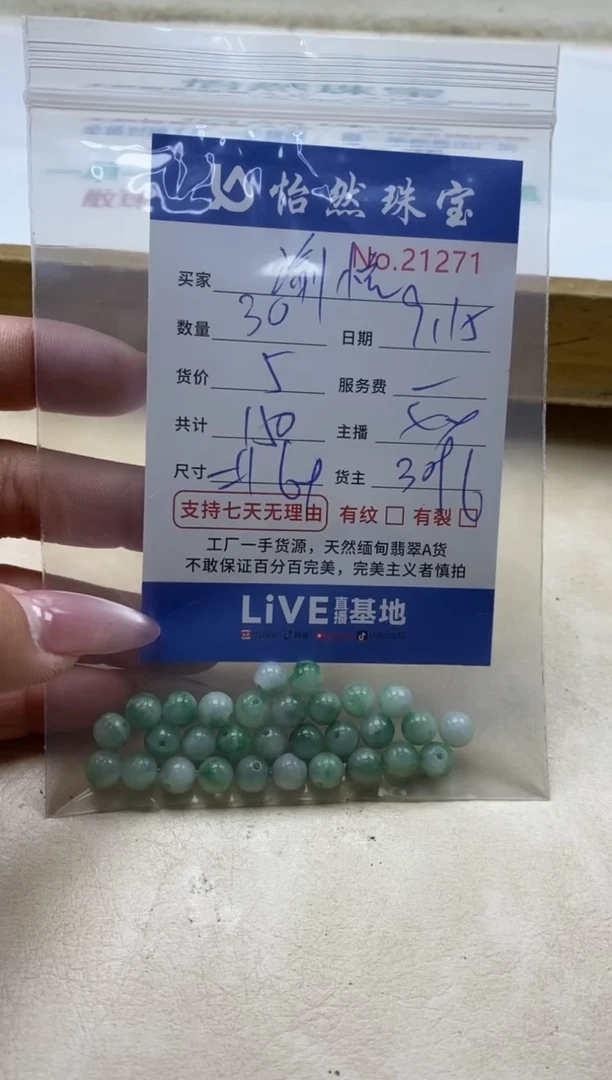 怡然珠宝
No.21271
买家
数量 30 日期 9.15
货价 5 服务费 一
共计 150 主播
尺寸 货主
支持七天无理由 有纹 有裂
工厂一手货源，天然缅甸翡翠A货
不敢保证百分百完美，完美主义者慎拍
LiVE直播基地